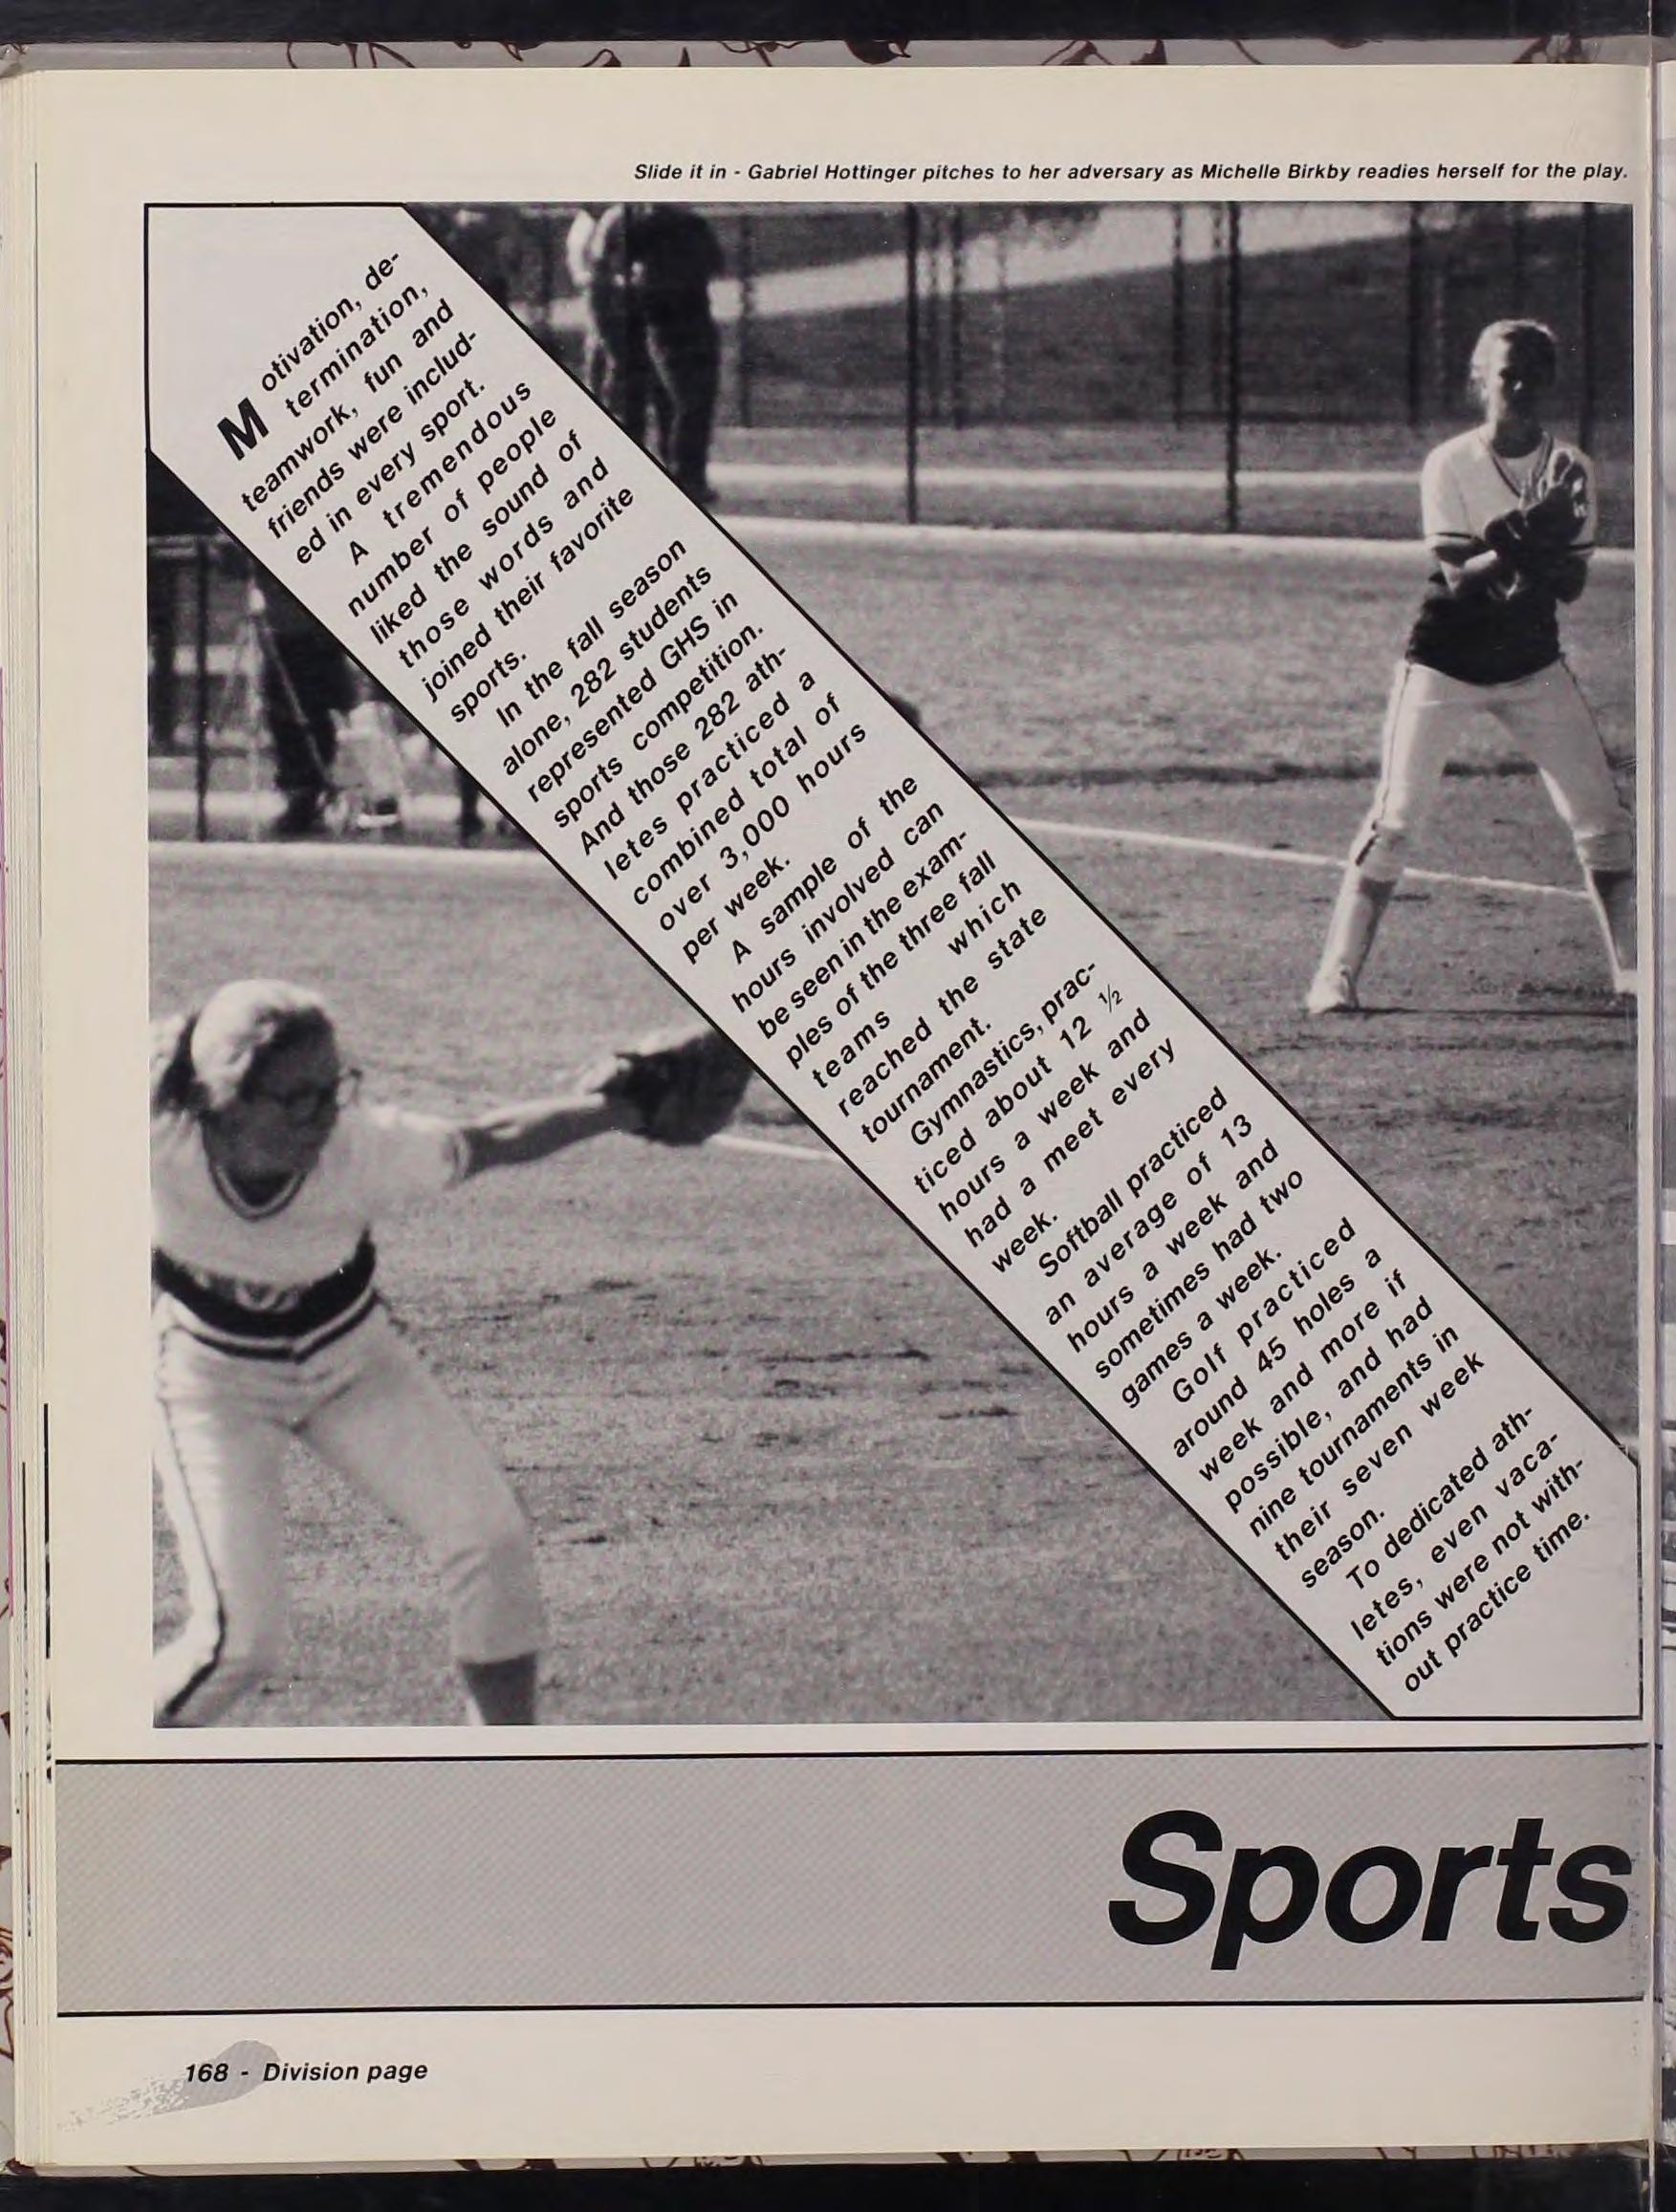 Slide it in - Gabriel Hottinger pitches to her adversary as Michelle Birkby readies herself for the play.
Motivation, de-
termination,
teamwork, fun and
friends were includ-
ed in every sport.
A tremendous
number of people
liked the sound of
those words and
joined their favorite
sports.
In the fall season
alone, 282 students
represented GHS in
sports competition.
And those 282 ath-
letes practiced a
combined total of
over 3,000 hours
per week.
A sample of the
hours involved can
be seen in the exam-
ples of the three fall
teams which
reached the state
tournament.
Gymnastics, prac-
ticed about 12 ½
hours a week and
had a meet every
week.
Softball practiced
an average of 13
hours a week and
sometimes had two
games a week.
Golf practiced
around 45 holes a
week and more if
possible, and had
nine tournaments in
their seven week
season.
To dedicated ath-
letes, even vaca-
tions were not with-
out practice time.
Sports
168 - Division page